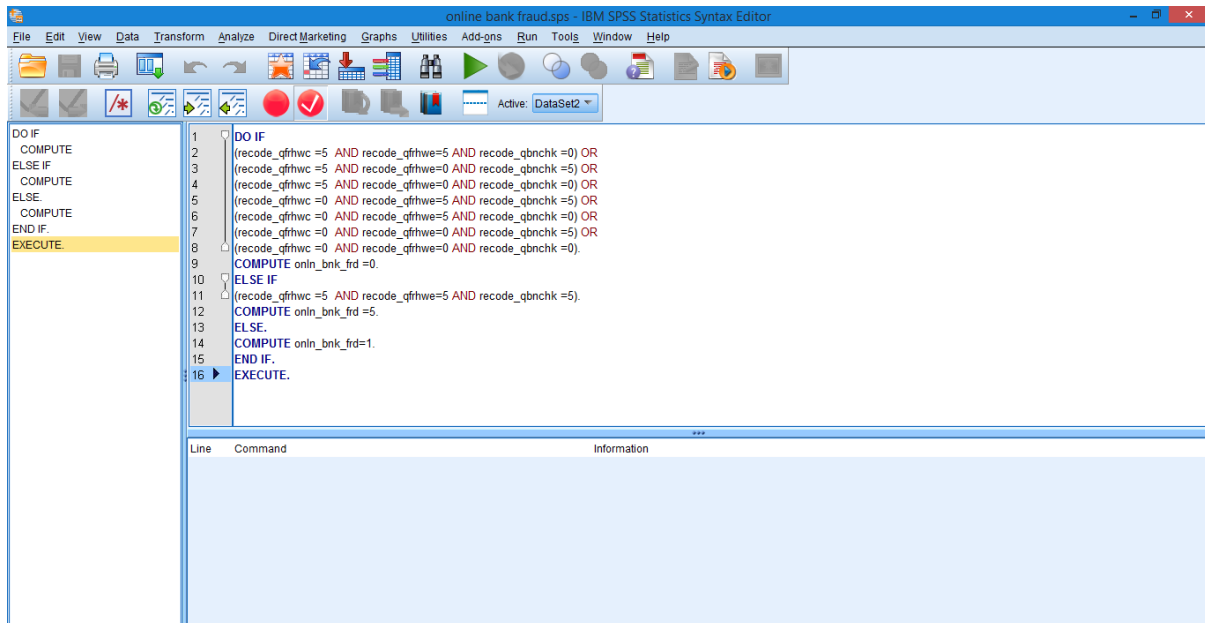 online bank fraud.sps - IBM SPSS Statistics Syntax Editor
File Edit View Data Transform Analyze Direct Marketing Graphs Utilities Add-ons Run Tools Window Help
Active: DataSet2
DO IF
COMPUTE
ELSE IF
COMPUTE
ELSE.
COMPUTE
END IF.
EXECUTE.
1 DO IF
2 (recode_qfrhwc =5 AND recode_qfrhwe=5 AND recode_qbnchk =0) OR
3 (recode_qfrhwc =5 AND recode_qfrhwe=0 AND recode_qbnchk =5) OR
4 (recode_qfrhwc =5 AND recode_qfrhwe=0 AND recode_qbnchk =0) OR
5 (recode_qfrhwc =0 AND recode_qfrhwe=5 AND recode_qbnchk =5) OR
6 (recode_qfrhwc =0 AND recode_qfrhwe=5 AND recode_qbnchk =0) OR
7 (recode_qfrhwc =0 AND recode_qfrhwe=0 AND recode_qbnchk =5) OR
8 (recode_qfrhwc =0 AND recode_qfrhwe=0 AND recode_qbnchk =0).
9 COMPUTE onln_bnk_frd =0.
10 ELSE IF
11 (recode_qfrhwc =5 AND recode_qfrhwe=5 AND recode_qbnchk =5).
12 COMPUTE onln_bnk_frd =5.
13 ELSE.
14 COMPUTE onln_bnk_frd=1.
15 END IF.
16 EXECUTE.
Line Command Information